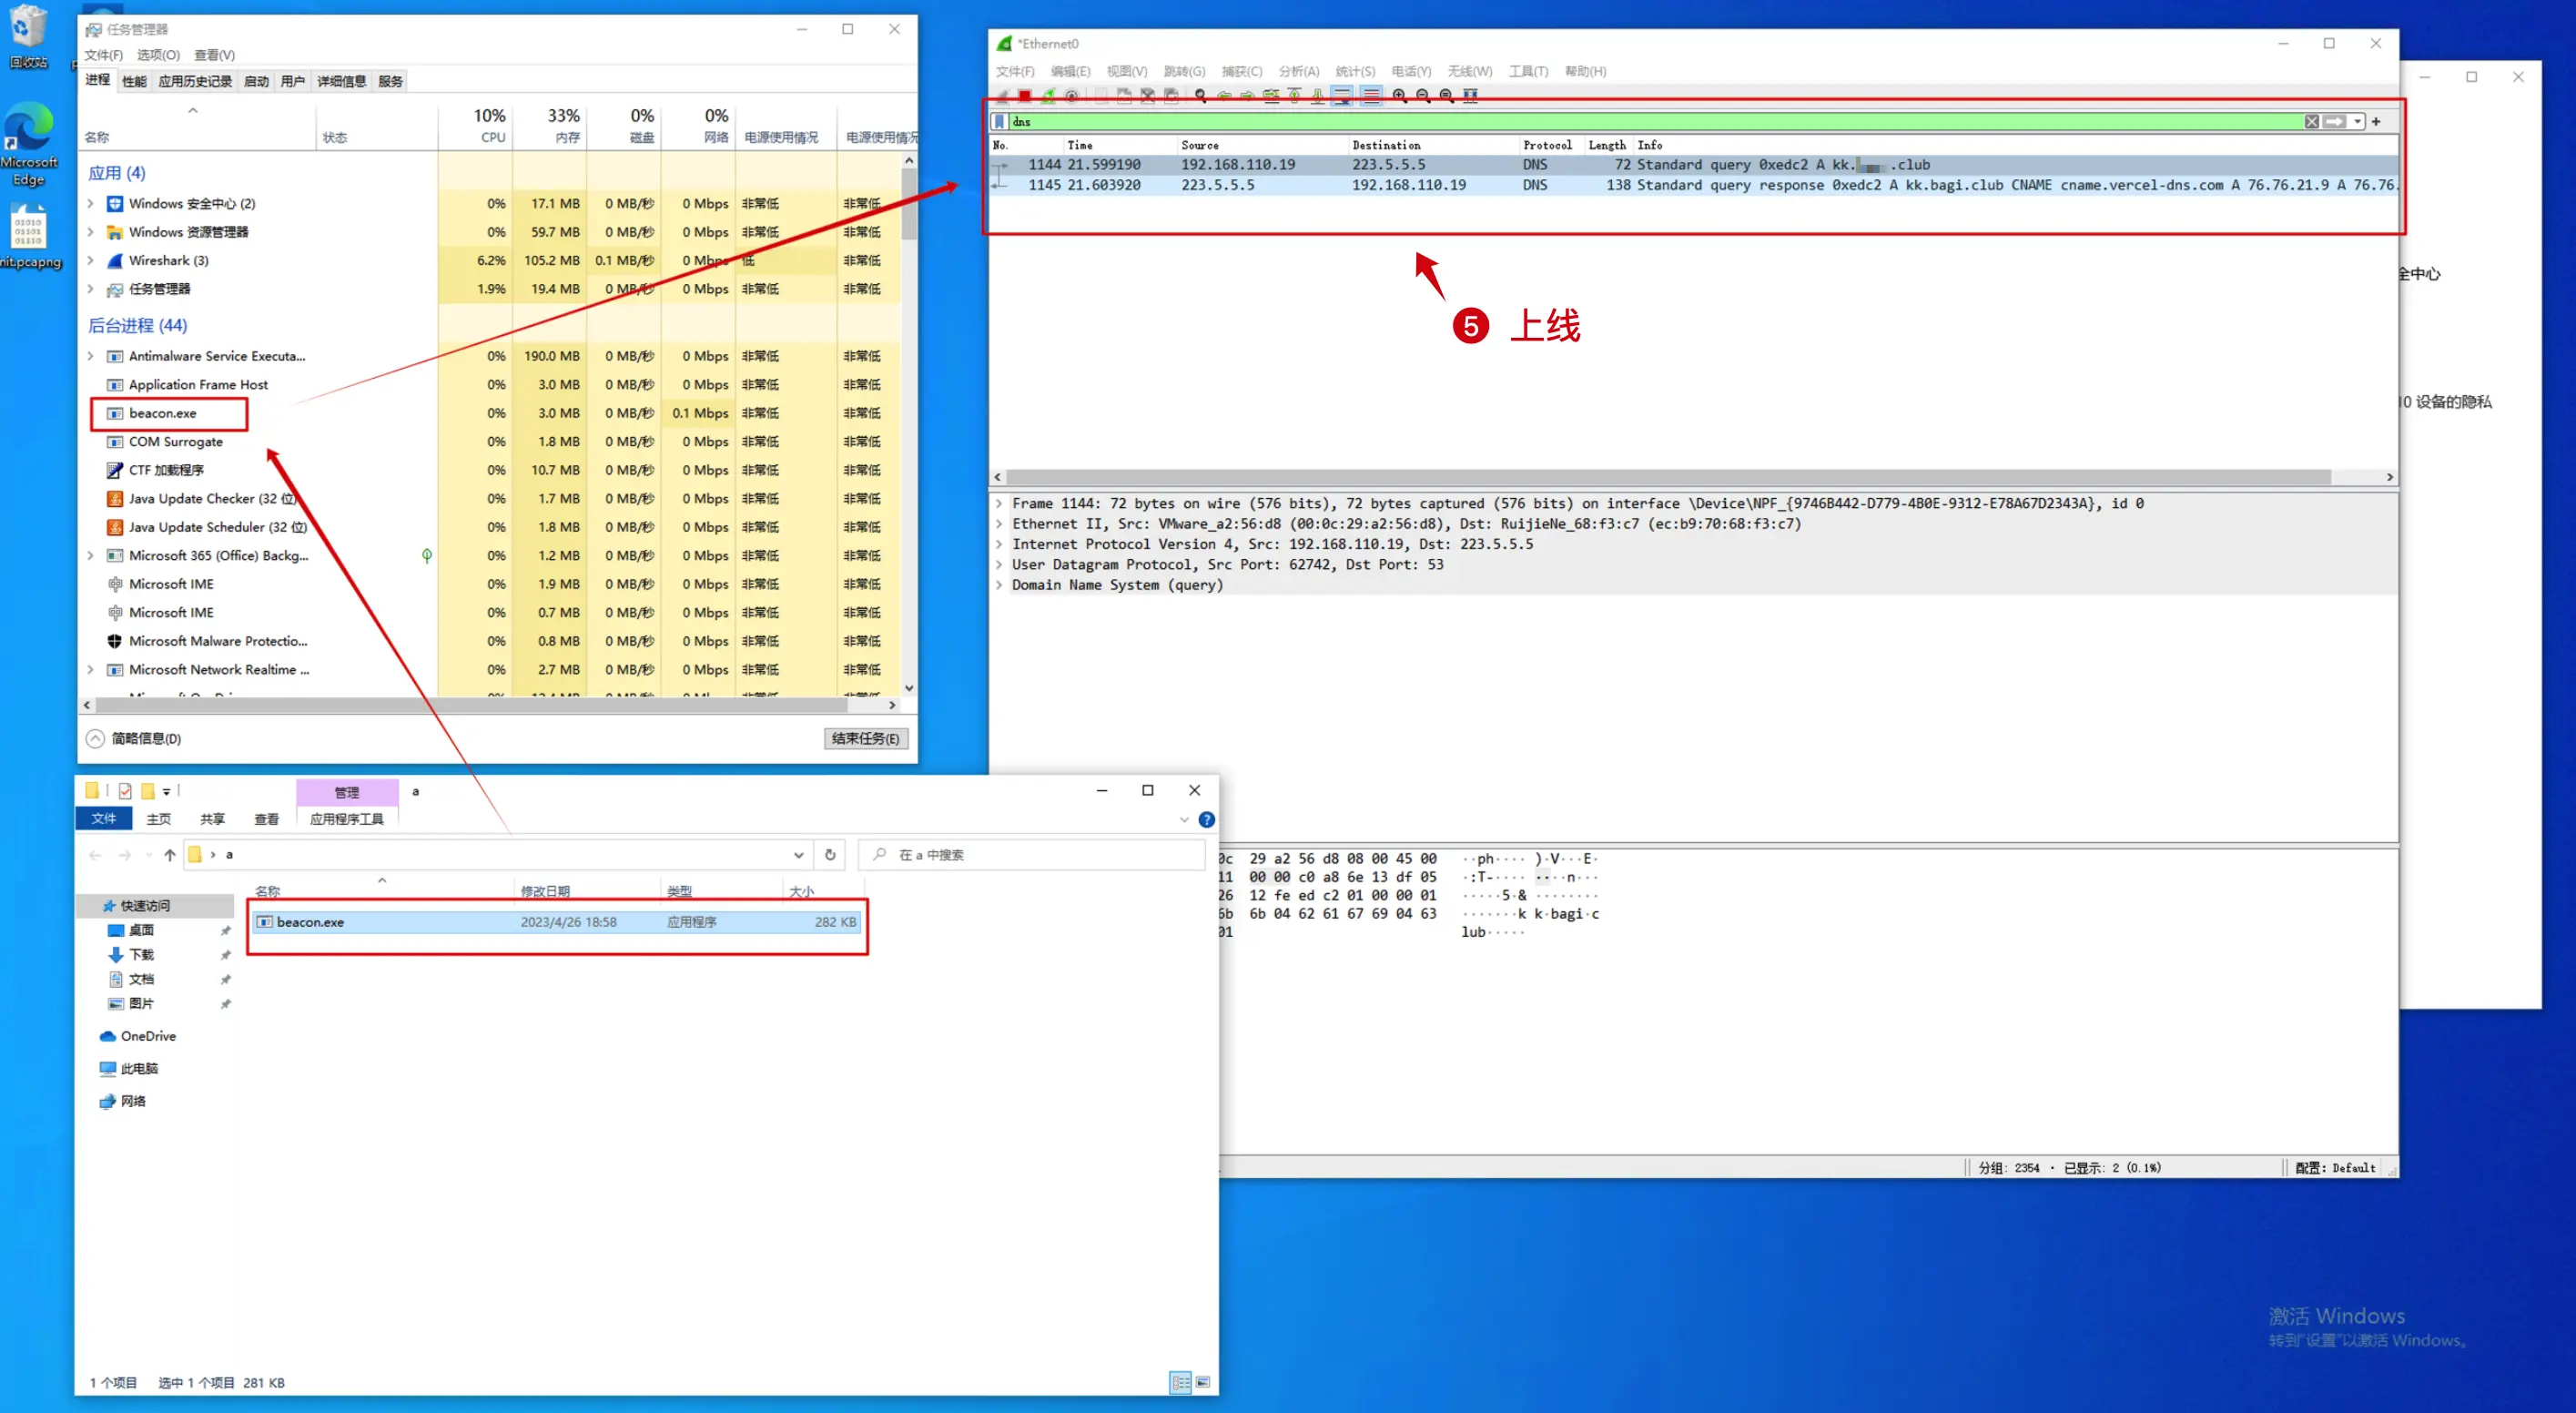 回收站
Microsoft
Edge
nit.pcapng
任务管理器
文件(F) 选项(O) 查看(V)
进程 性能 应用历史记录 启动 用户 详细信息 服务
10% 33% 0% 0%
名称 状态 CPU 内存 磁盘 网络 电源使用情况 电源使用情况
应用 (4)
Windows 安全中心 (2) 0% 17.1 MB 0 MB/秒 0 Mbps 非常低 非常低
Windows 资源管理器 0% 59.7 MB 0 MB/秒 0 Mbps 非常低 非常低
Wireshark (3) 6.2% 105.2 MB 0.1 MB/秒 0 Mbps 低 非常低
任务管理器 1.9% 19.4 MB 0 MB/秒 0 Mbps 非常低 非常低
后台进程 (44)
Antimalware Service Executa... 0% 190.0 MB 0 MB/秒 0 Mbps 非常低 非常低
Application Frame Host 0% 3.0 MB 0 MB/秒 0 Mbps 非常低 非常低
beacon.exe 0% 3.0 MB 0 MB/秒 0.1 Mbps 非常低 非常低
COM Surrogate 0% 1.8 MB 0 MB/秒 0 Mbps 非常低 非常低
CTF 加载程序 0% 10.7 MB 0 MB/秒 0 Mbps 非常低 非常低
Java Update Checker (32 位) 0% 1.7 MB 0 MB/秒 0 Mbps 非常低 非常低
Java Update Scheduler (32 位) 0% 1.8 MB 0 MB/秒 0 Mbps 非常低 非常低
Microsoft 365 (Office) Backg... 0% 1.2 MB 0 MB/秒 0 Mbps 非常低 非常低
Microsoft IME 0% 1.9 MB 0 MB/秒 0 Mbps 非常低 非常低
Microsoft IME 0% 0.7 MB 0 MB/秒 0 Mbps 非常低 非常低
Microsoft Malware Protectio... 0% 0.8 MB 0 MB/秒 0 Mbps 非常低 非常低
Microsoft Network Realtime ... 0% 2.7 MB 0 MB/秒 0 Mbps 非常低 非常低
简略信息(D) 结束任务(E)
*Ethernet0
文件(F) 编辑(E) 视图(V) 跳转(G) 捕获(C) 分析(A) 统计(S) 电话(Y) 无线(W) 工具(T) 帮助(H)
dns
No. Time Source Destination Protocol Length Info
1144 21.599190 192.168.110.19 223.5.5.5 DNS 72 Standard query 0xedc2 A kk. .club
1145 21.603920 223.5.5.5 192.168.110.19 DNS 138 Standard query response 0xedc2 A kk.bagi.club CNAME cname.vercel-dns.com A 76.76.21.9 A 76.76.
5 上线
Frame 1144: 72 bytes on wire (576 bits), 72 bytes captured (576 bits) on interface \Device\NPF_{9746B442-D779-4B0E-9312-E78A67D2343A}, id 0
Ethernet II, Src: VMware_a2:56:d8 (00:0c:29:a2:56:d8), Dst: RuijieNe_68:f3:c7 (ec:b9:70:68:f3:c7)
Internet Protocol Version 4, Src: 192.168.110.19, Dst: 223.5.5.5
User Datagram Protocol, Src Port: 62742, Dst Port: 53
Domain Name System (query)
0c 29 a2 56 d8 08 00 45 00 ··ph···· )·V···E·
11 00 00 c0 a8 6e 13 df 05 ·:T-···· ···n···
26 12 fe ed c2 01 00 00 01 ·····5·& ········
6b 6b 04 62 61 67 69 04 63 ·······k k·bagi·c
01 lub·····
分组: 2354 · 已显示: 2 (0.1%) 配置: Default
全中心
10 设备的隐私
管理 a
文件 主页 共享 查看 应用程序工具
a 在 a 中搜索
名称 修改日期 类型 大小
beacon.exe 2023/4/26 18:58 应用程序 282 KB
快速访问
桌面
下载
文档
图片
OneDrive
此电脑
网络
1 个项目 选中 1 个项目 281 KB
激活 Windows
转到"设置"以激活 Windows。